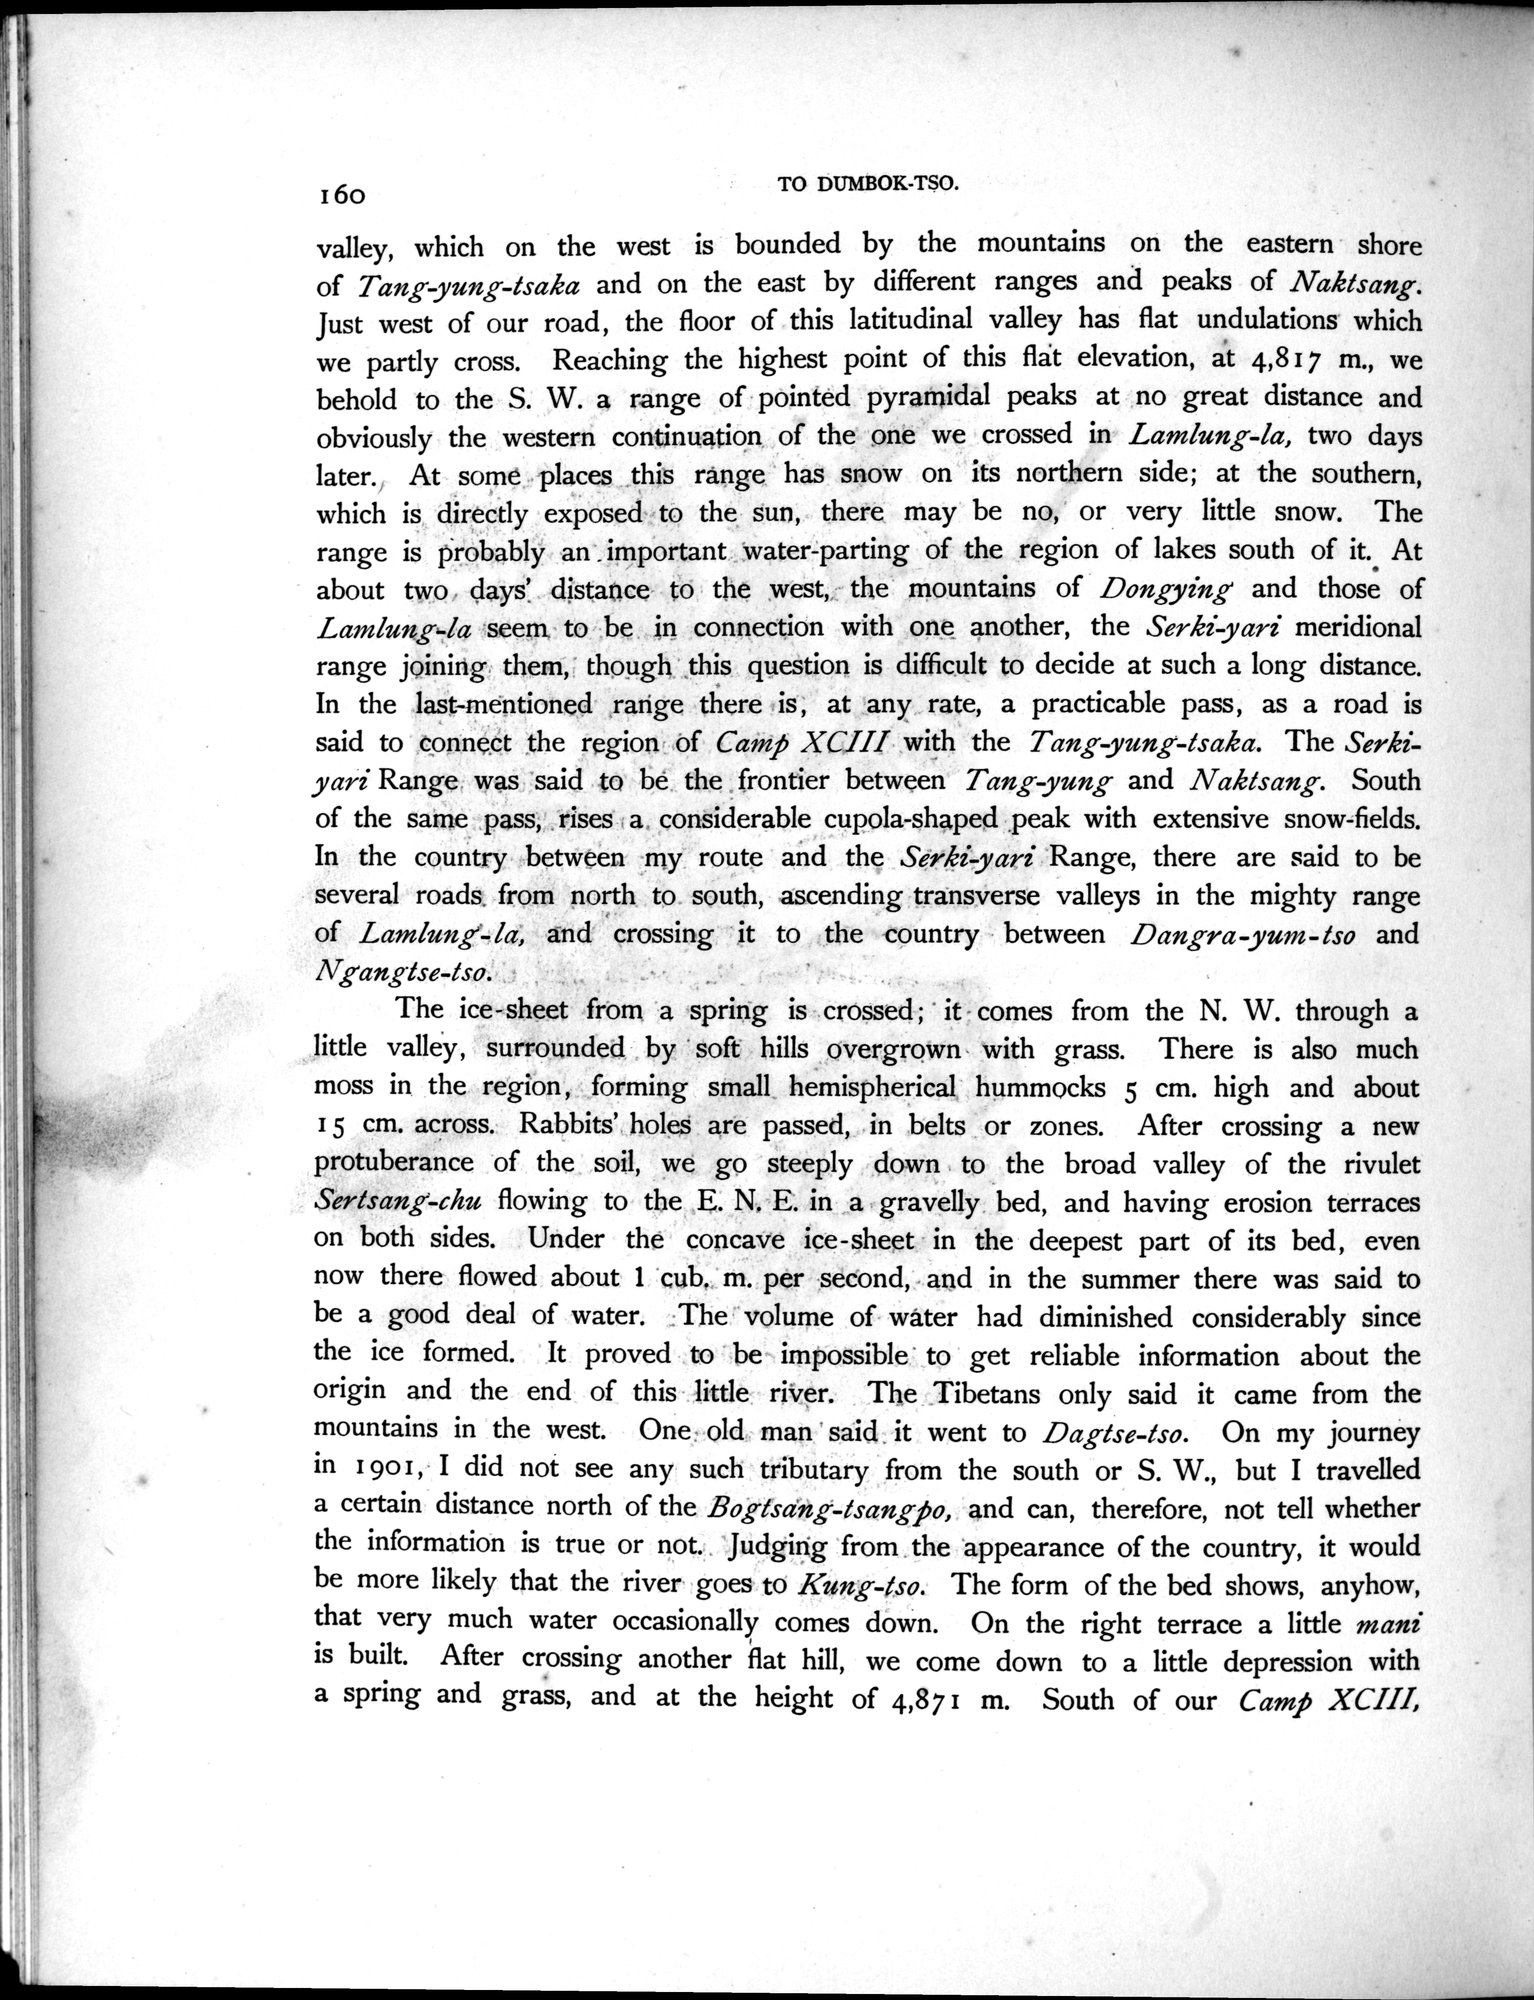 160
TO DUMBOK-TSO.
valley, which on the west is bounded by the mountains on the eastern shore
of Tang-yung-tsaka and on the east by different ranges and peaks of Naktsang.
Just west of our road, the floor of this latitudinal valley has flat undulations which
we partly cross. Reaching the highest point of this flat elevation, at 4,817 m., we
behold to the S. W. a range of pointed pyramidal peaks at no great distance and
obviously the western continuation of the one we crossed in Lamlung-la, two days
later. At some places this range has snow on its northern side; at the southern,
which is directly exposed to the sun, there may be no, or very little snow. The
range is probably an important water-parting of the region of lakes south of it. At
about two days' distance to the west, the mountains of Dongying and those of
Lamlung-la seem to be in connection with one another, the Serki-yari meridional
range joining them, though this question is difficult to decide at such a long distance.
In the last-mentioned range there is, at any rate, a practicable pass, as a road is
said to connect the region of Camp XCIII with the Tang-yung-tsaka. The Serki-
yari Range was said to be the frontier between Tang-yung and Naktsang. South
of the same pass, rises a considerable cupola-shaped peak with extensive snow-fields.
In the country between my route and the Serki-yari Range, there are said to be
several roads from north to south, ascending transverse valleys in the mighty range
of Lamlung-la, and crossing it to the country between Dangra-yum-tso and
Ngangtse-tso.
The ice-sheet from a spring is crossed; it comes from the N. W. through a
little valley, surrounded by soft hills overgrown with grass. There is also much
moss in the region, forming small hemispherical hummocks 5 cm. high and about
15 cm. across. Rabbits' holes are passed, in belts or zones. After crossing a new
protuberance of the soil, we go steeply down to the broad valley of the rivulet
Sertsang-chu flowing to the E. N. E. in a gravelly bed, and having erosion terraces
on both sides. Under the concave ice-sheet in the deepest part of its bed, even
now there flowed about 1 cub. m. per second, and in the summer there was said to
be a good deal of water. The volume of water had diminished considerably since
the ice formed. It proved to be impossible to get reliable information about the
origin and the end of this little river. The Tibetans only said it came from the
mountains in the west. One old man said it went to Dagtse-tso. On my journey
in 1901, I did not see any such tributary from the south or S. W., but I travelled
a certain distance north of the Bogtsang-tsangpo, and can, therefore, not tell whether
the information is true or not. Judging from the appearance of the country, it would
be more likely that the river goes to Kung-tso. The form of the bed shows, anyhow,
that very much water occasionally comes down. On the right terrace a little mani
is built. After crossing another flat hill, we come down to a little depression with
a spring and grass, and at the height of 4,871 m. South of our Camp XCIII,